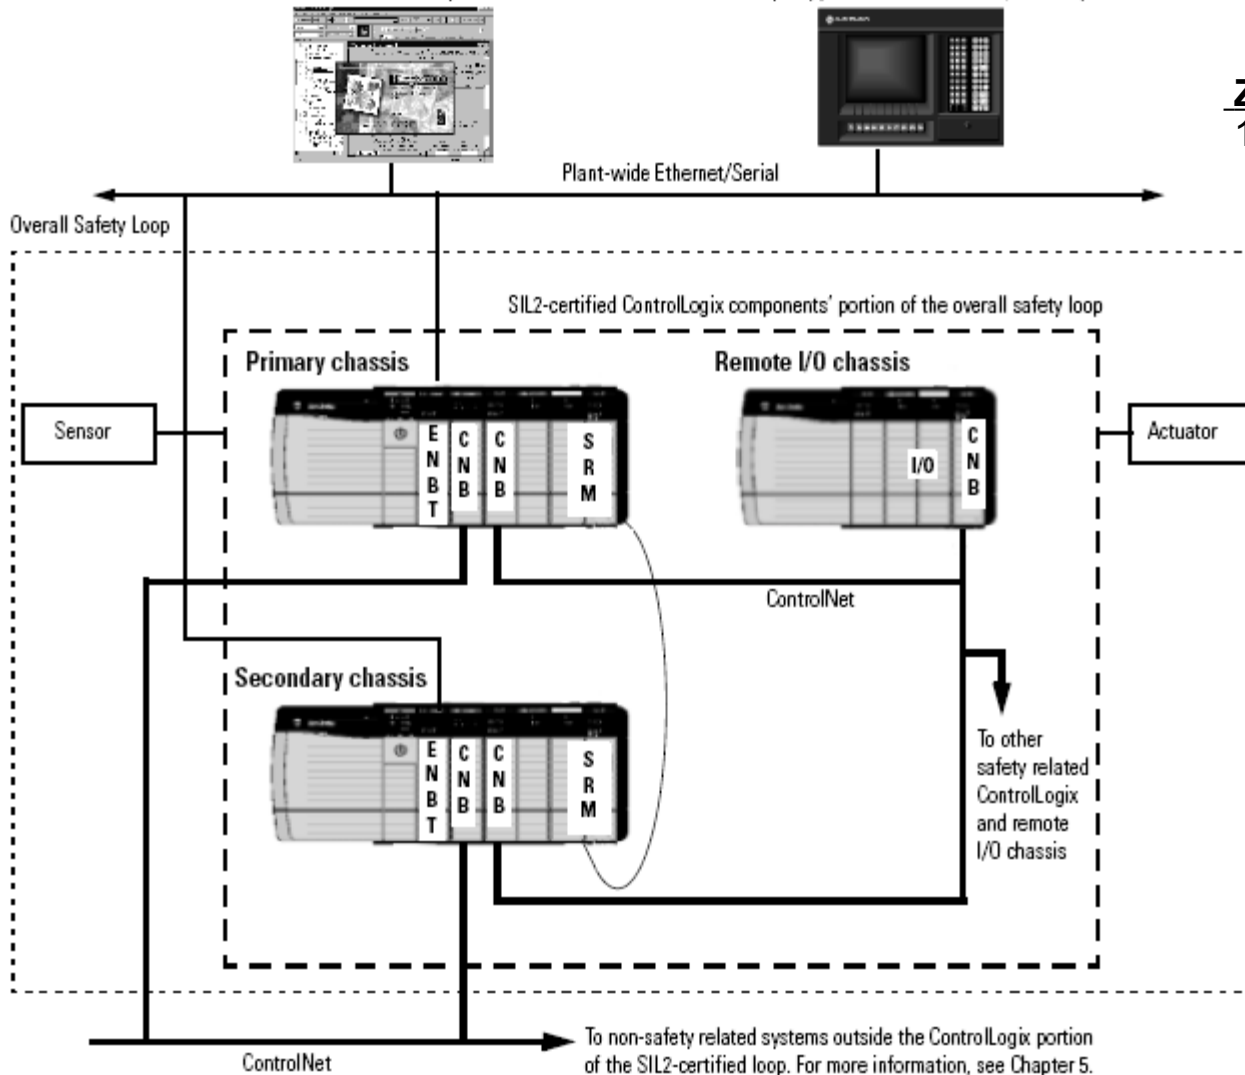 Plant-wide Ethernet/Serial
Overall Safety Loop
SIL2-certified ControlLogix components' portion of the overall safety loop
Primary chassis
Remote I/O chassis
Sensor
Actuator
ENBT
CNB
CNB
SRM
I/O
CNB
ControlNet
Secondary chassis
ENBT
CNB
CNB
SRM
To other
safety related
ControlLogix
and remote
I/O chassis
ControlNet
To non-safety related systems outside the ControlLogix portion
of the SIL2-certified loop. For more information, see Chapter 5.